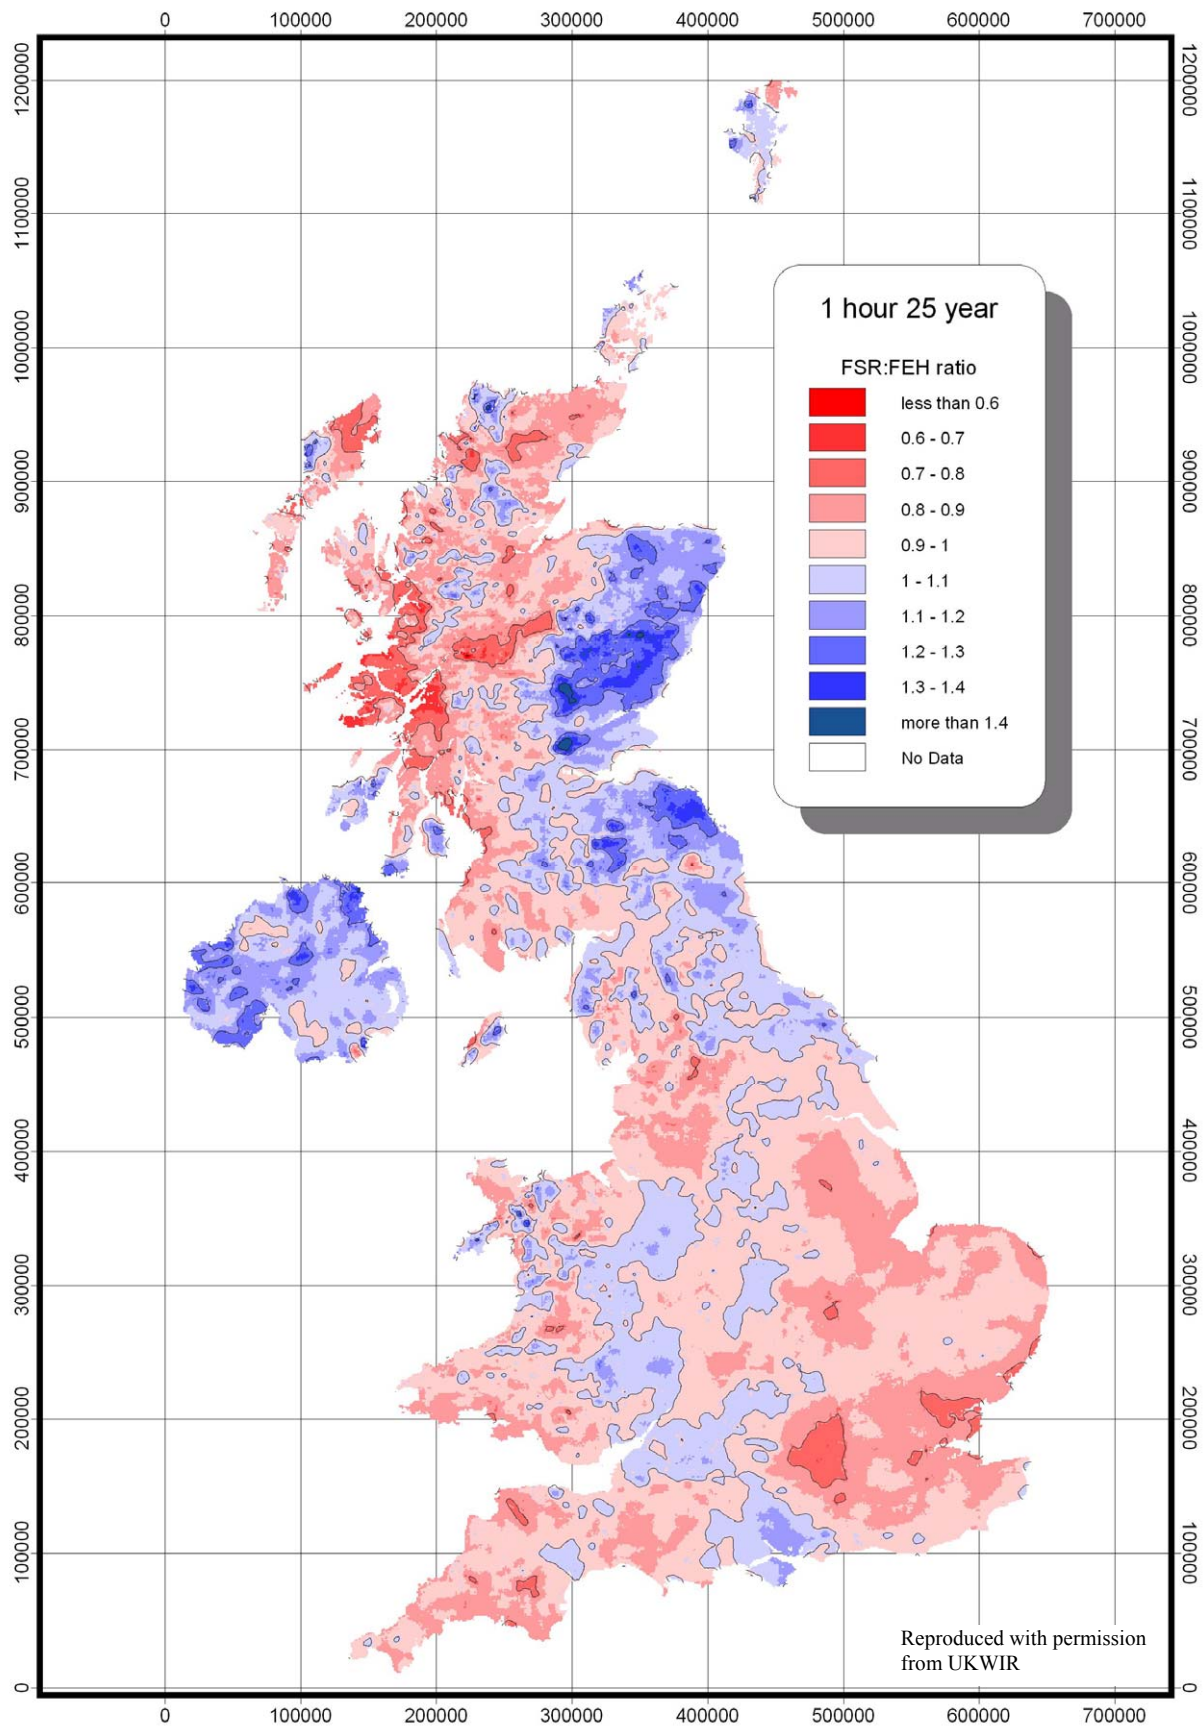 0 100000 200000 300000 400000 500000 600000 700000
1200000 1200000
1100000 1100000
1 hour 25 year
1000000 1000000
FSR:FEH ratio
less than 0.6
0.6 - 0.7
0.7 - 0.8
900000 900000
0.8 - 0.9
0.9 - 1
1 - 1.1
800000 800000
1.1 - 1.2
1.2 - 1.3
1.3 - 1.4
more than 1.4
700000 700000
No Data
600000 600000
500000 500000
400000 400000
300000 300000
200000 200000
100000 100000
Reproduced with permission
from UKWIR
0 0
0 100000 200000 300000 400000 500000 600000 700000